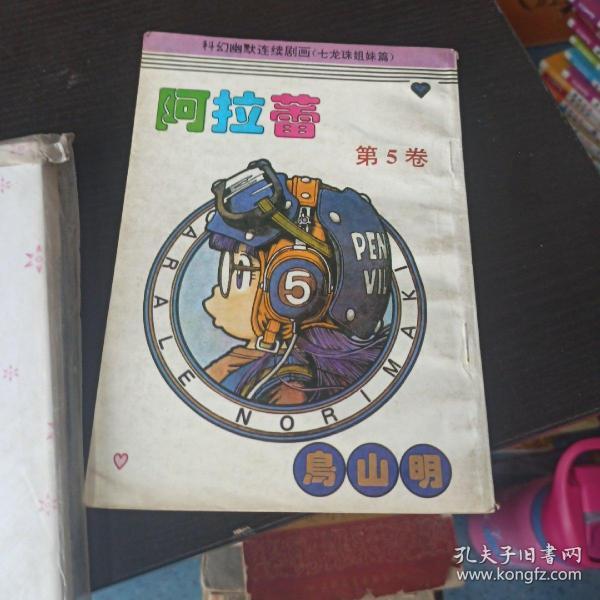 科幻幽默连续剧画(七龙珠姐妹篇)
阿拉蕾
第5卷
PEN
VIL
5
ARALE NORIMAKI
鳥山明
孔夫子旧书网
www.kongfz.com